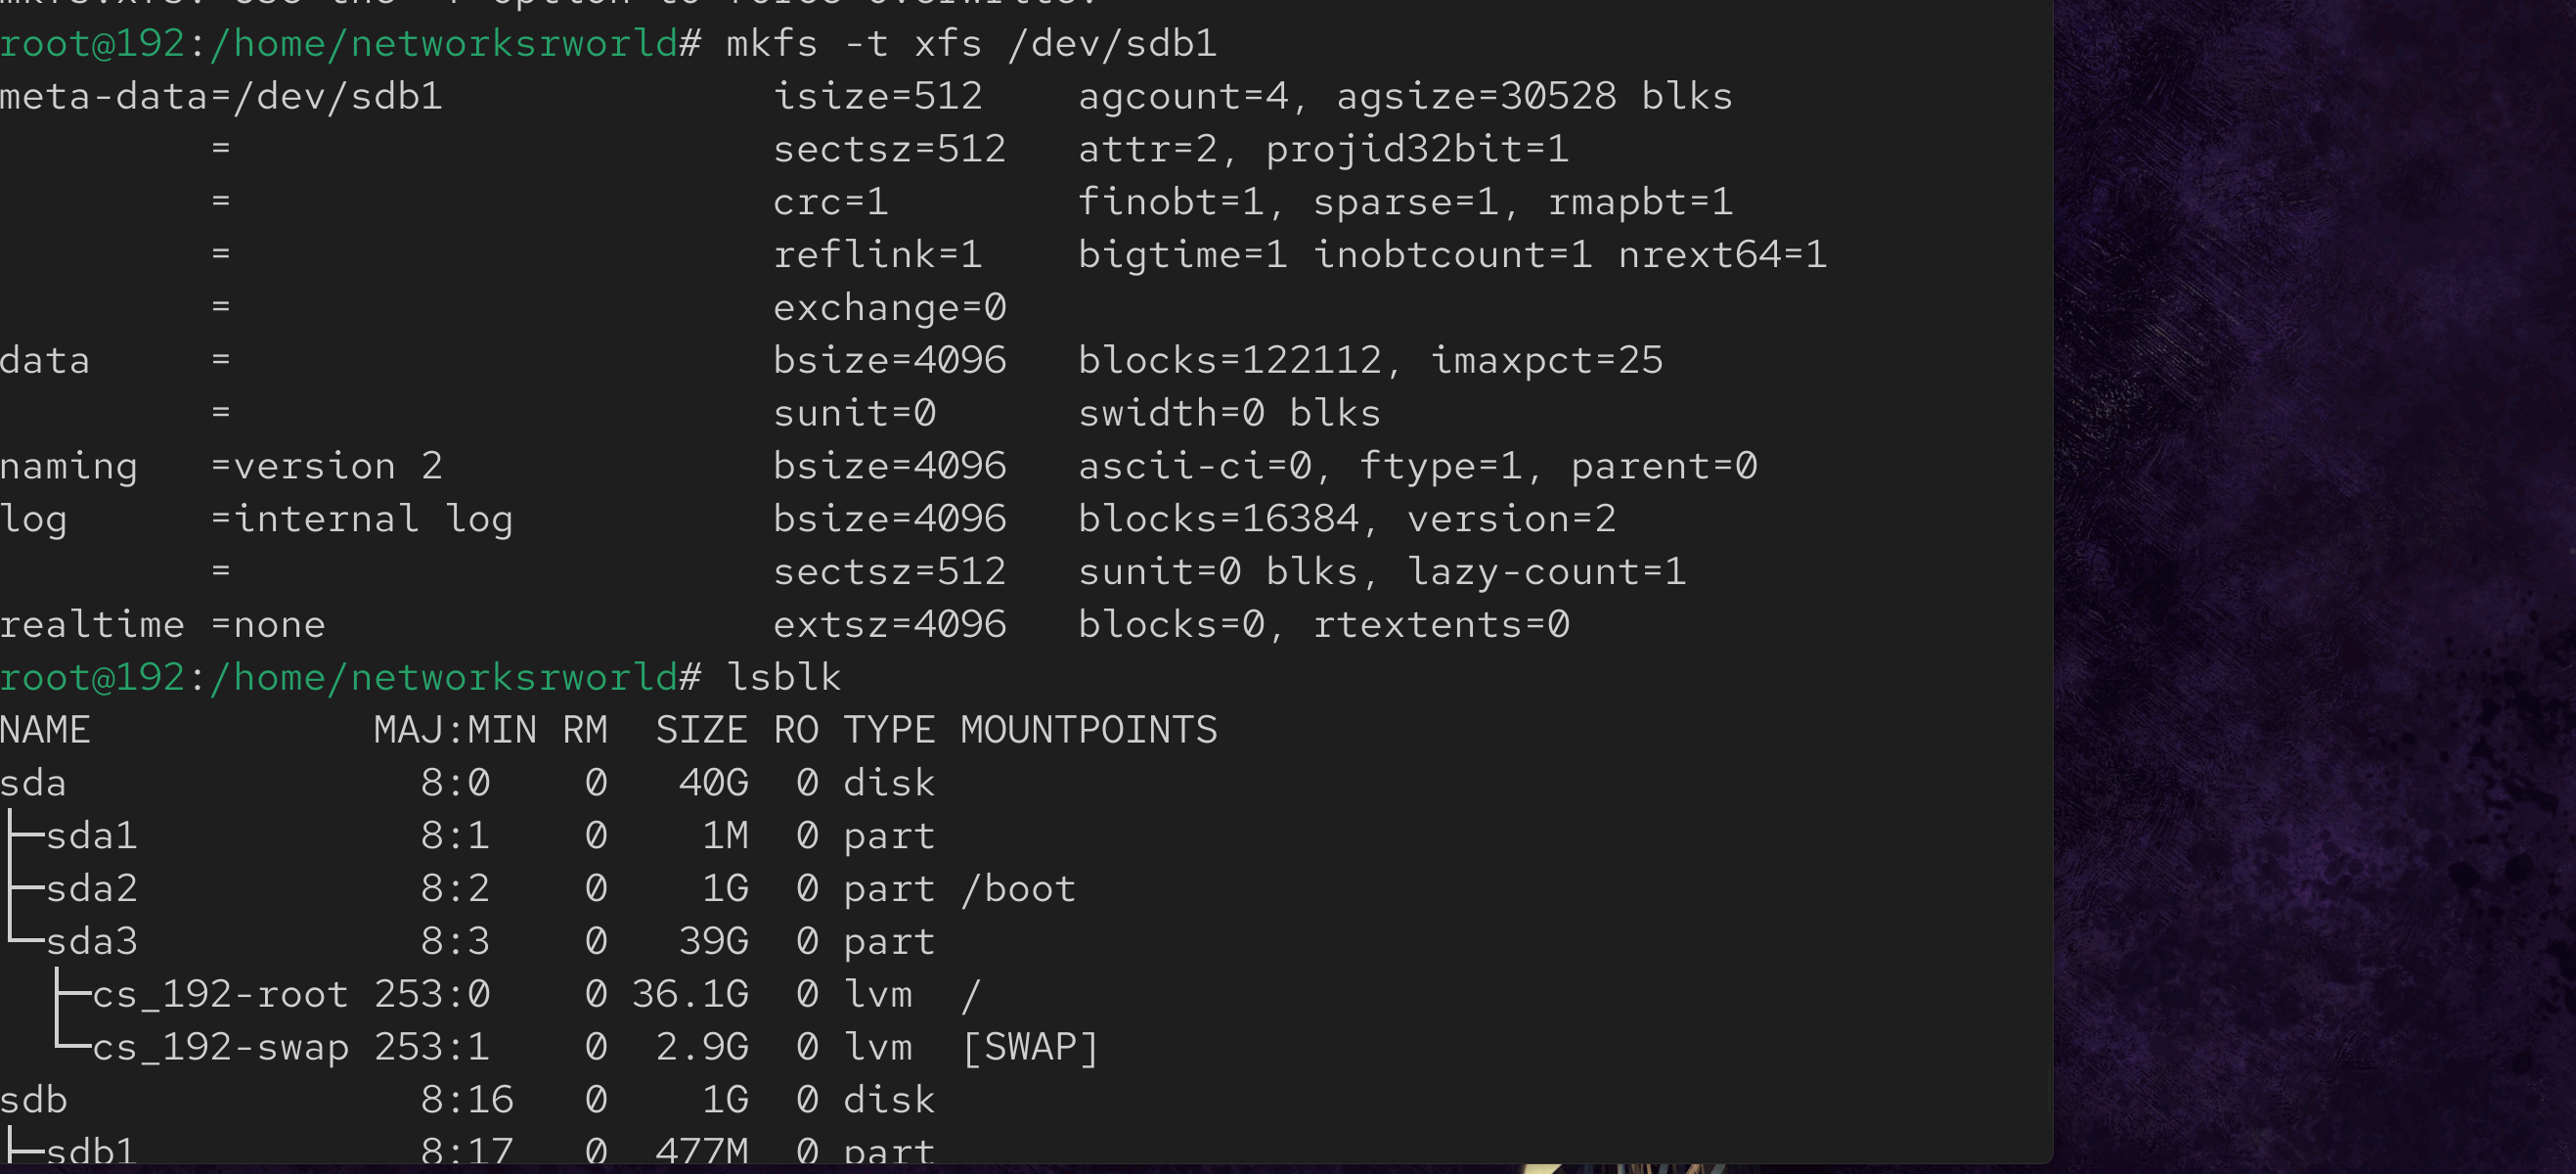 mkfs.xfs: Use the -f option to force overwrite.
root@192:/home/networksrworld# mkfs -t xfs /dev/sdb1
meta-data=/dev/sdb1              isize=512    agcount=4, agsize=30528 blks
         =                       sectsz=512   attr=2, projid32bit=1
         =                       crc=1        finobt=1, sparse=1, rmapbt=1
         =                       reflink=1    bigtime=1 inobtcount=1 nrext64=1
         =                       exchange=0
data     =                       bsize=4096   blocks=122112, imaxpct=25
         =                       sunit=0      swidth=0 blks
naming   =version 2              bsize=4096   ascii-ci=0, ftype=1, parent=0
log      =internal log           bsize=4096   blocks=16384, version=2
         =                       sectsz=512   sunit=0 blks, lazy-count=1
realtime =none                   extsz=4096   blocks=0, rtextents=0
root@192:/home/networksrworld# lsblk
NAME            MAJ:MIN RM  SIZE RO TYPE MOUNTPOINTS
sda               8:0    0   40G  0 disk
├─sda1            8:1    0    1M  0 part
├─sda2            8:2    0    1G  0 part /boot
└─sda3            8:3    0   39G  0 part
  ├─cs_192-root 253:0    0 36.1G  0 lvm  /
  └─cs_192-swap 253:1    0  2.9G  0 lvm  [SWAP]
sdb               8:16   0    1G  0 disk
├─sdb1            8:17   0  477M  0 part